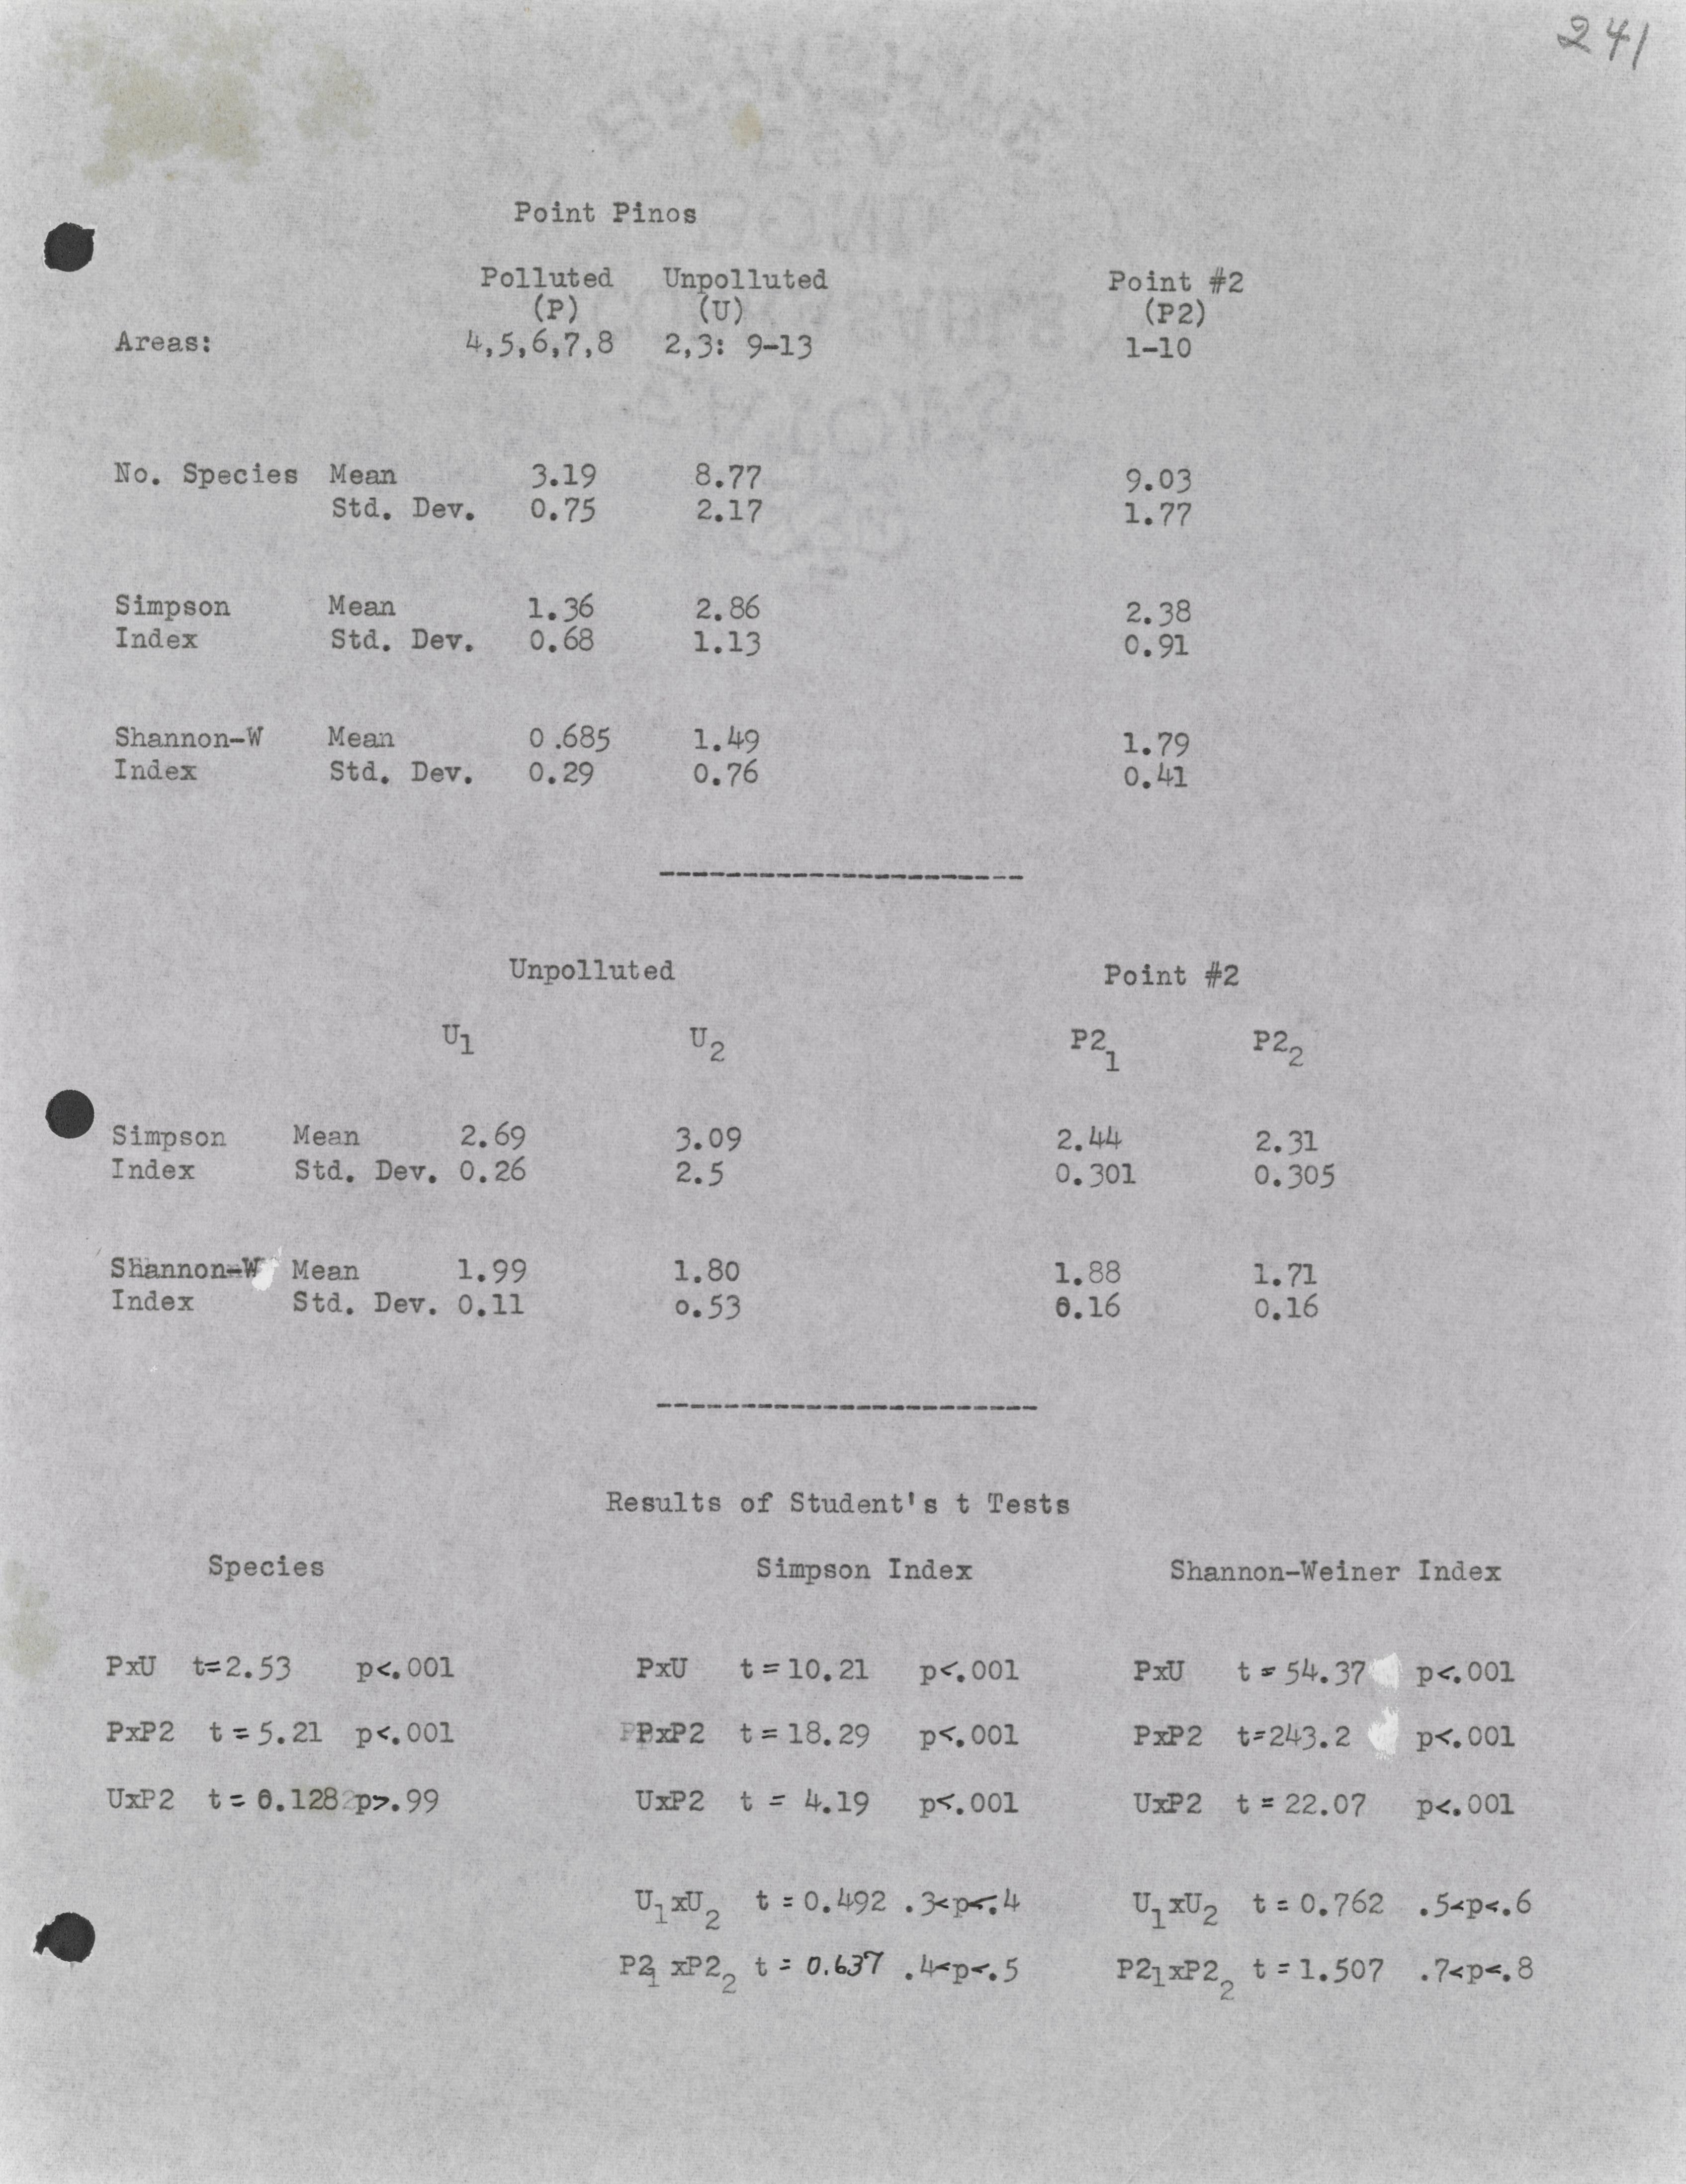 241
Point Pinos
Polluted Unpolluted Point #2
(P) (U) (P2)
Areas: 4,5,6,7,8 2,3: 9-13 1-10
No. Species Mean 3.19 8.77 9.03
Std. Dev. 0.75 2.17 1.77
Simpson Mean 1.36 2.86 2.38
Index Std. Dev. 0.68 1.13 0.91
Shannon-W Mean 0.685 1.49 1.79
Index Std. Dev. 0.29 0.76 0.41
------------------------
Unpolluted Point #2
U1 U2 P21 P22
Simpson Mean 2.69 3.09 2.44 2.31
Index Std. Dev. 0.26 2.5 0.301 0.305
Shannon-W Mean 1.99 1.80 1.88 1.71
Index Std. Dev. 0.11 0.53 0.16 0.16
------------------------
Results of Student's t Tests
Species Simpson Index Shannon-Weiner Index
PxU t=2.53 p<.001 PxU t=10.21 p<.001 PxU t=54.37 p<.001
PxP2 t=5.21 p<.001 PxP2 t=18.29 p<.001 PxP2 t=243.2 p<.001
UxP2 t=0.128 p>.99 UxP2 t = 4.19 p<.001 UxP2 t=22.07 p<.001
U1xU2 t=0.492 .3<p<.4 U1xU2 t=0.762 .5<p<.6
P21xP22 t=0.637 .4<p<.5 P21xP22 t=1.507 .7<p<.8